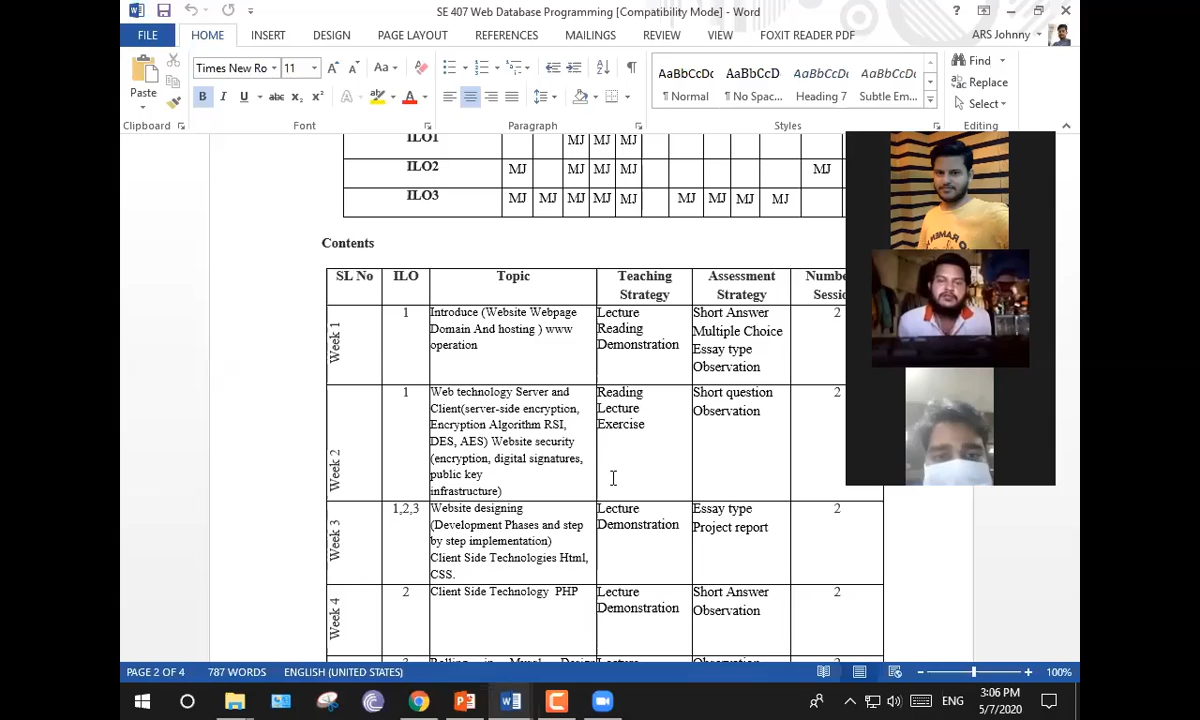 SE 407 Web Database Programming [Compatibility Mode] - Word
FILE HOME INSERT DESIGN PAGE LAYOUT REFERENCES MAILINGS REVIEW VIEW FOXIT READER PDF ARS Johnny
Paste
Times New Ro 11
Aa
B I U abc X₂ X²
A A
AaBbCcDc AaBbCcD AaBbCcDc AaBbCcDc
¶ Normal ¶ No Spac... Heading 7 Subtle Em...
Find
Replace
Select
Clipboard Font Paragraph Styles Editing
ILO1 MJ MJ MJ
ILO2 MJ MJ MJ MJ MJ
ILO3 MJ MJ MJ MJ MJ MJ MJ MJ MJ
Contents
SL No ILO Topic Teaching Strategy Assessment Strategy
Week 1
1
Introduce (Website Webpage
Domain And hosting ) www
operation
Lecture
Reading
Demonstration
Short Answer
Multiple Choice
Essay type
Observation
2
Week 2
1
Web technology Server and
Client(server-side encryption,
Encryption Algorithm RSI,
DES, AES) Website security
(encryption, digital signatures,
public key
infrastructure)
Reading
Lecture
Exercise
Short question
Observation
2
Week 3
1,2,3
Website designing
(Development Phases and step
by step implementation)
Client Side Technologies Html,
CSS.
Lecture
Demonstration
Essay type
Project report
2
Week 4
2
Client Side Technology PHP
Lecture
Demonstration
Short Answer
Observation
2
PAGE 2 OF 4 787 WORDS ENGLISH (UNITED STATES) 100%
ENG
3:06 PM
5/7/2020